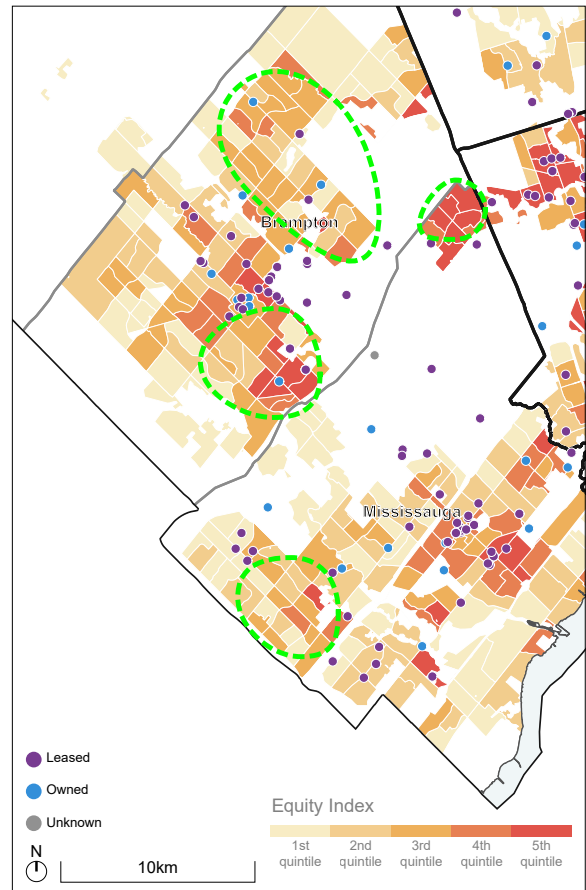 Brampton
Mississauga
Leased
Owned
Unknown
N
10km
Equity Index
1st quintile
2nd quintile
3rd quintile
4th quintile
5th quintile